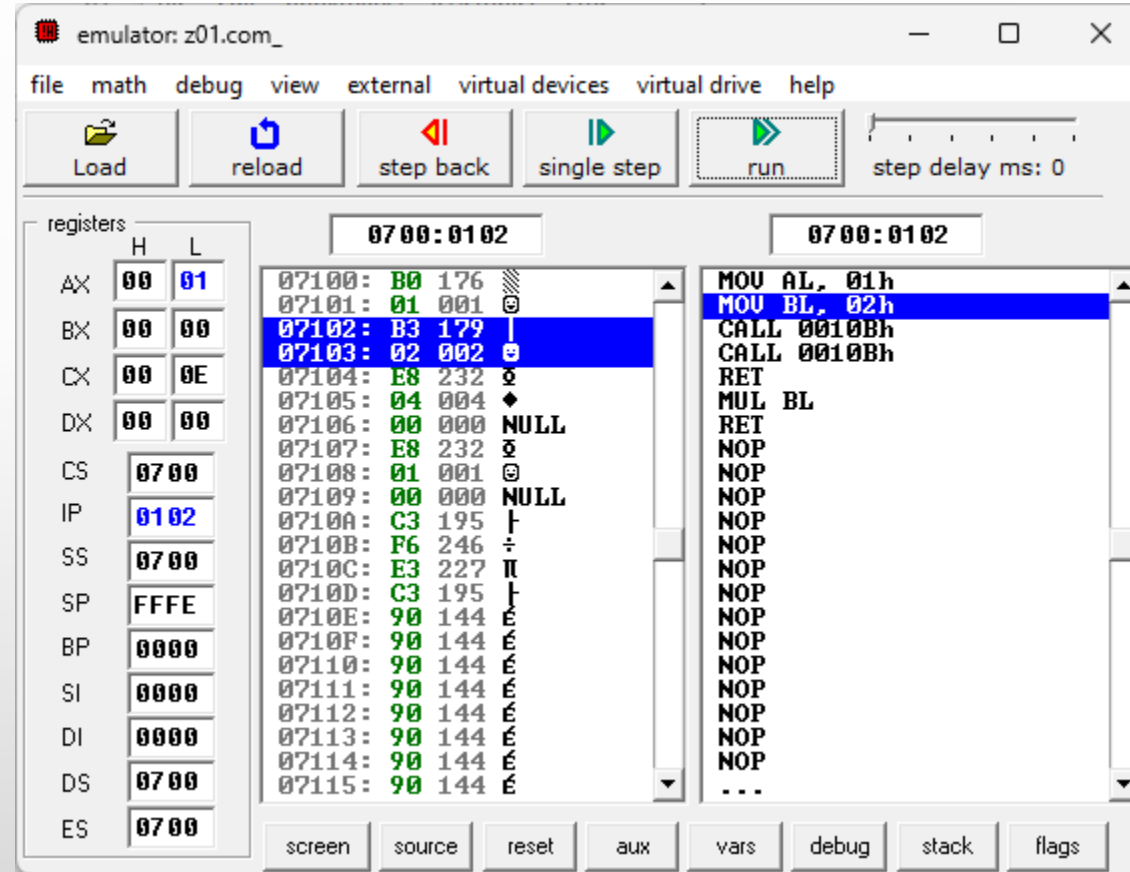 emulator: z01.com_
file math debug view external virtual devices virtual drive help
Load reload step back single step run step delay ms: 0
registers
H L
0700:0102 0700:0102
AX 00 01
BX 00 00
CX 00 0E
DX 00 00
CS 0700
IP 0102
SS 0700
SP FFFE
BP 0000
SI 0000
DI 0000
DS 0700
ES 0700
07100: B0 176 ▒
07101: 01 001 ☺
07102: B3 179 │
07103: 02 002 ☻
07104: E8 232 Φ
07105: 04 004 ♦
07106: 00 000 NULL
07107: E8 232 Φ
07108: 01 001 ☺
07109: 00 000 NULL
0710A: C3 195 ├
0710B: F6 246 ÷
0710C: E3 227 π
0710D: C3 195 ├
0710E: 90 144 É
0710F: 90 144 É
07110: 90 144 É
07111: 90 144 É
07112: 90 144 É
07113: 90 144 É
07114: 90 144 É
07115: 90 144 É
MOV AL, 01h
MOV BL, 02h
CALL 0010Bh
CALL 0010Bh
RET
MUL BL
RET
NOP
NOP
NOP
NOP
NOP
NOP
NOP
NOP
NOP
NOP
NOP
NOP
NOP
NOP
...
screen source reset aux vars debug stack flags